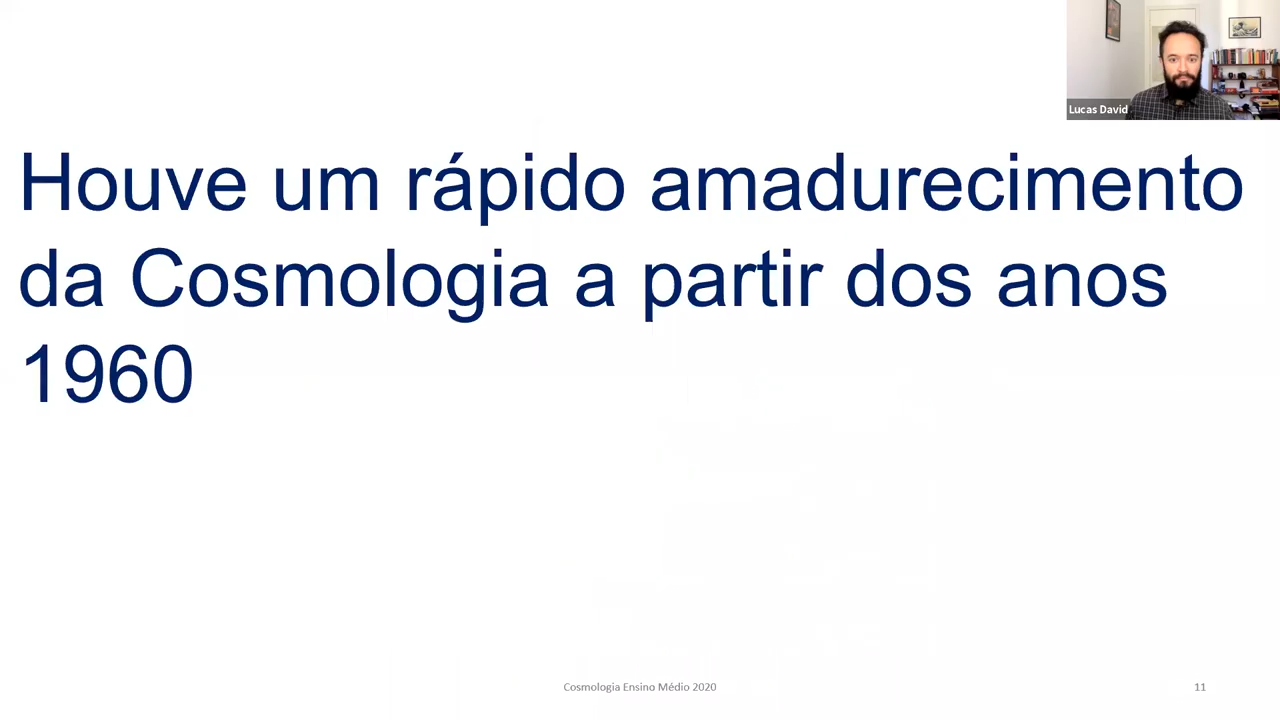 Lucas David
Houve um rápido amadurecimento
da Cosmologia a partir dos anos
1960
Cosmologia Ensino Médio 2020
11